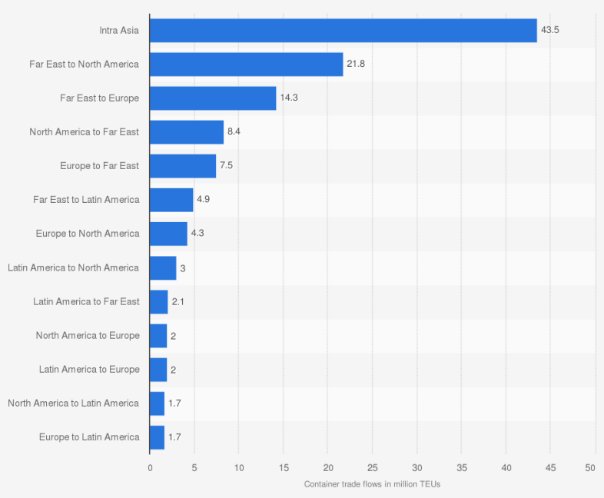 Intra Asia 43.5
Far East to North America 21.8
Far East to Europe 14.3
North America to Far East 8.4
Europe to Far East 7.5
Far East to Latin America 4.9
Europe to North America 4.3
Latin America to North America 3
Latin America to Far East 2.1
North America to Europe 2
Latin America to Europe 2
North America to Latin America 1.7
Europe to Latin America 1.7
0 5 10 15 20 25 30 35 40 45 50
Container trade flows in million TEUs